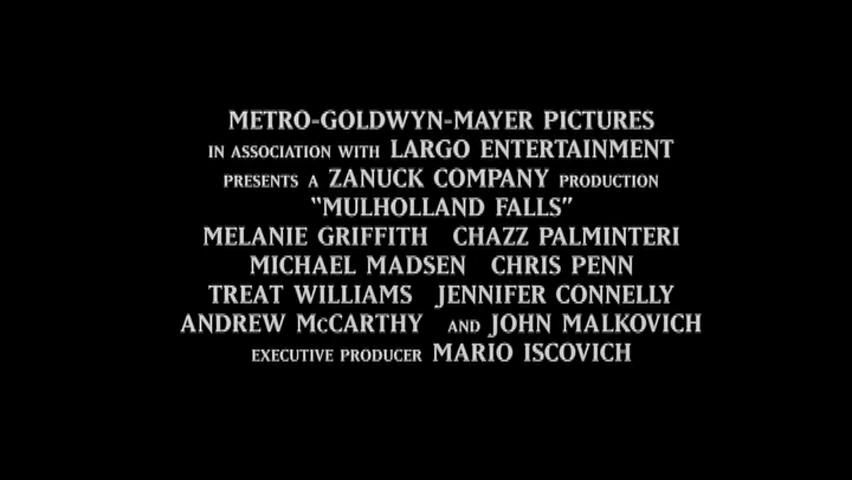 METRO-GOLDWYN-MAYER PICTURES
IN ASSOCIATION WITH LARGO ENTERTAINMENT
PRESENTS A ZANUCK COMPANY PRODUCTION
"MULHOLLAND FALLS"
MELANIE GRIFFITH CHAZZ PALMINTERI
MICHAEL MADSEN CHRIS PENN
TREAT WILLIAMS JENNIFER CONNELLY
ANDREW McCARTHY AND JOHN MALKOVICH
EXECUTIVE PRODUCER MARIO ISCOVICH